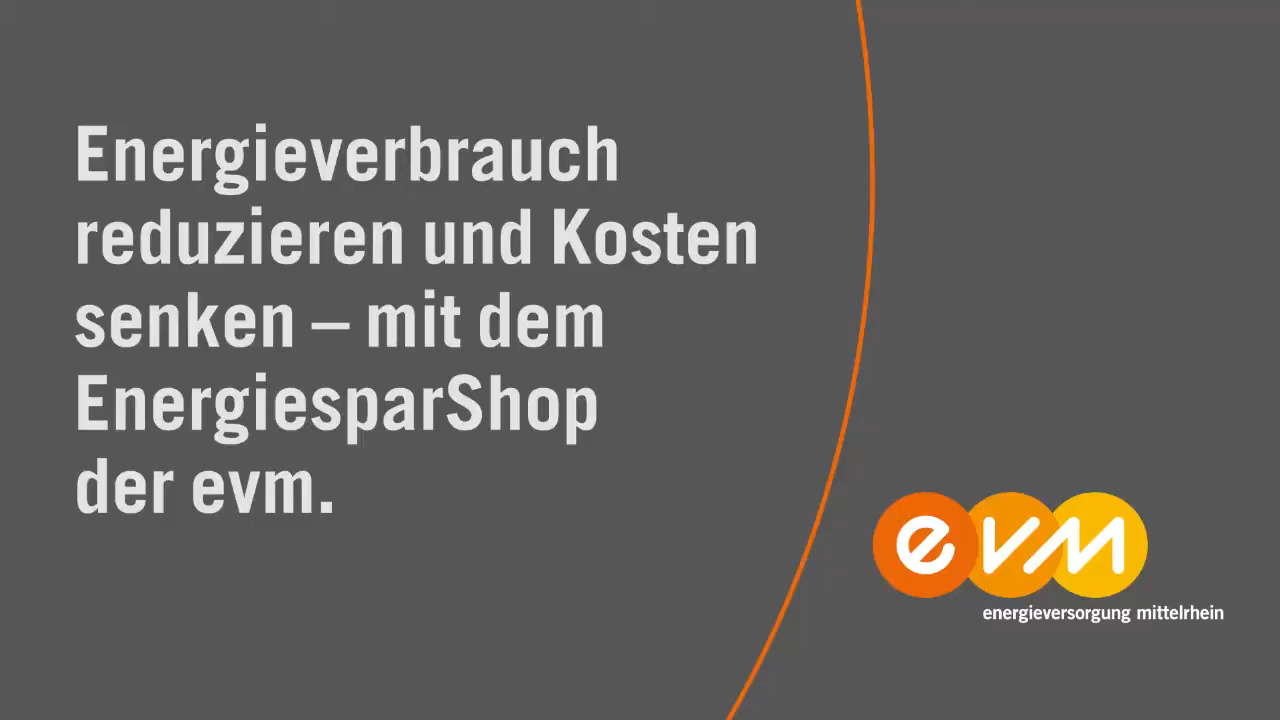 Energieverbrauch
reduzieren und Kosten
senken – mit dem
EnergiesparShop
der evm.
evm
energieversorgung mittelrhein